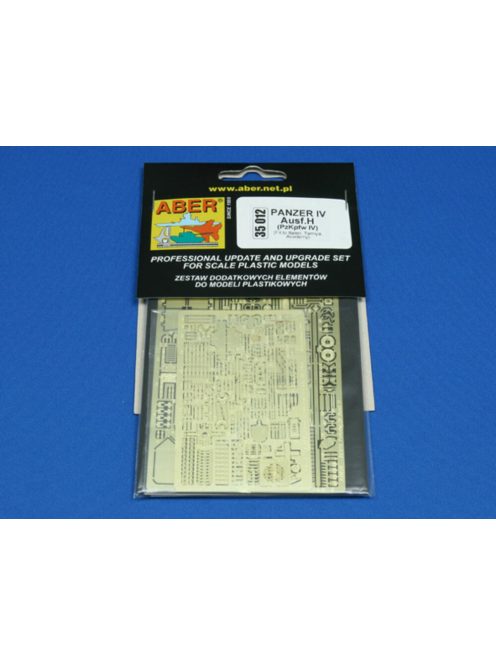 www.aber.net.pl
ABER®
SINCE 1995
35 012
PANZER IV
Ausf.H
(PzKpfw IV)
PROFESSIONAL UPDATE AND UPGRADE SET
FOR SCALE PLASTIC MODELS
ZESTAW DODATKOWYCH ELEMENTÓW
DO MODELI PLASTIKOWYCH